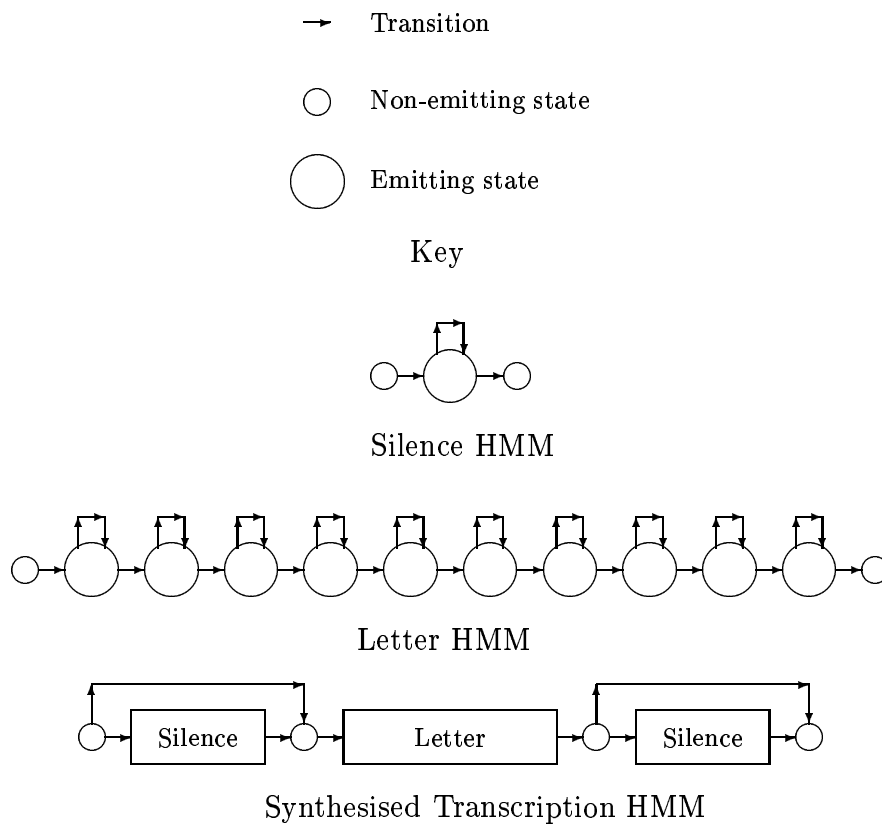 Transition
Non-emitting state
Emitting state
Key
Silence HMM
Letter HMM
Silence Letter Silence
Synthesised Transcription HMM